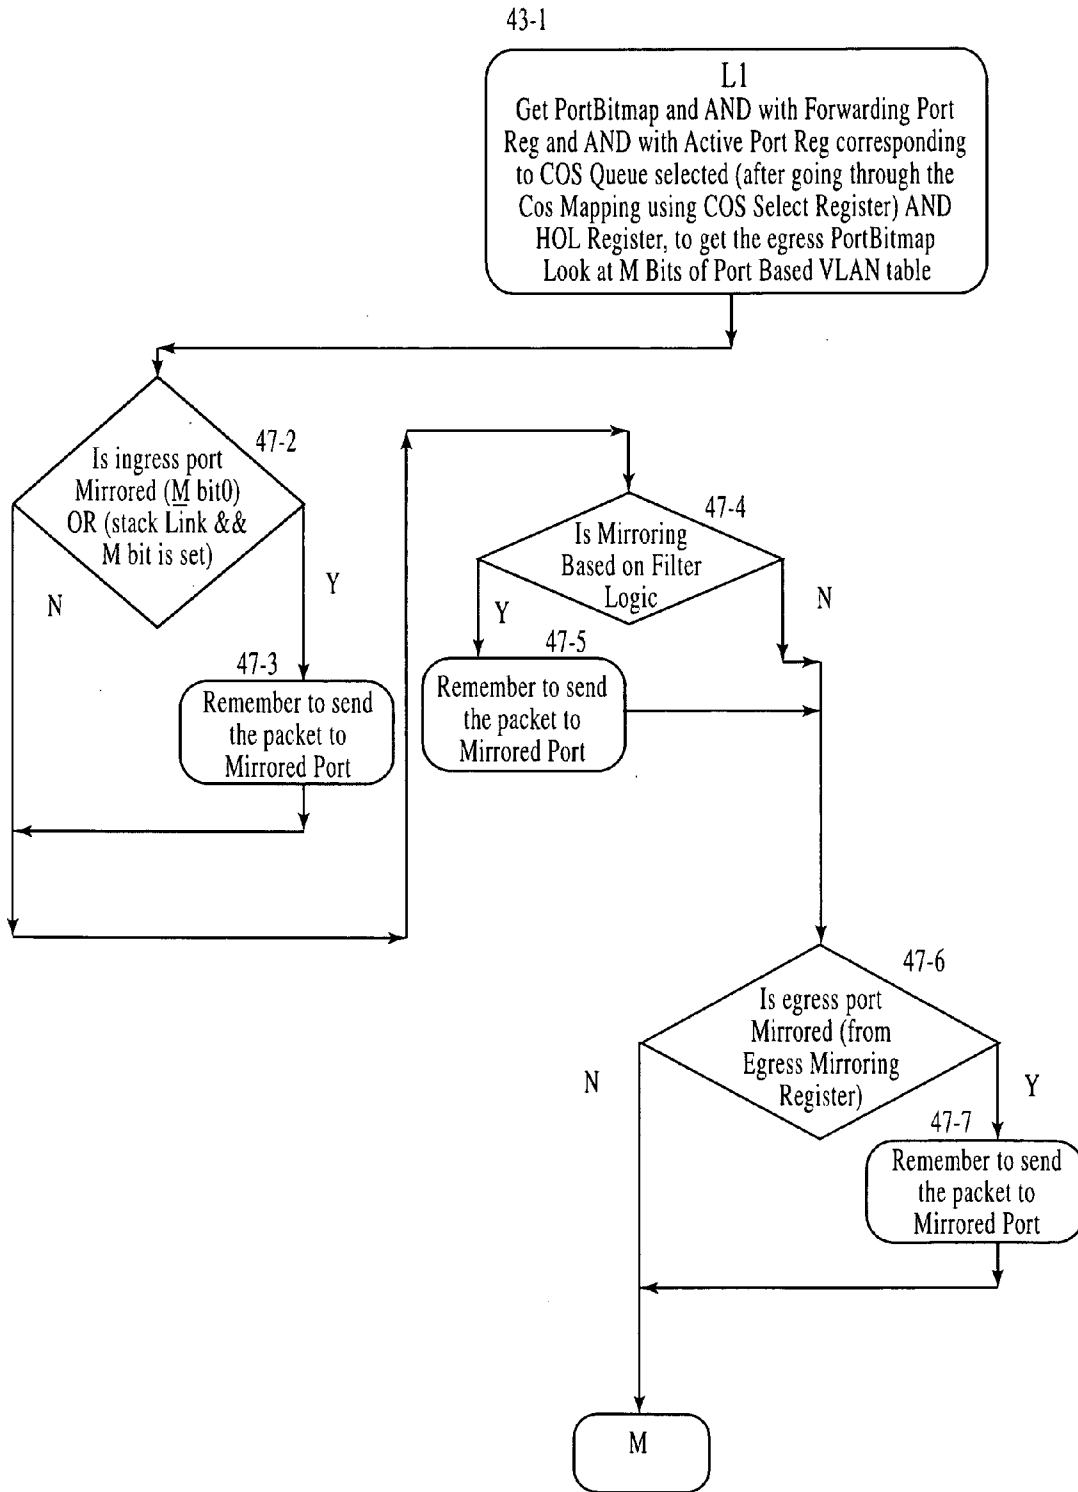 43-1
L1
Get PortBitmap and AND with Forwarding Port
Reg and AND with Active Port Reg corresponding
to COS Queue selected (after going through the
Cos Mapping using COS Select Register) AND
HOL Register, to get the egress PortBitmap
Look at M Bits of Port Based VLAN table
47-2
Is ingress port
Mirrored (M bit0)
OR (stack Link &&
M bit is set)
N
Y
47-3
Remember to send
the packet to
Mirrored Port
47-4
Is Mirroring
Based on Filter
Logic
Y
N
47-5
Remember to send
the packet to
Mirrored Port
47-6
Is egress port
Mirrored (from
Egress Mirroring
Register)
N
Y
47-7
Remember to send
the packet to
Mirrored Port
M